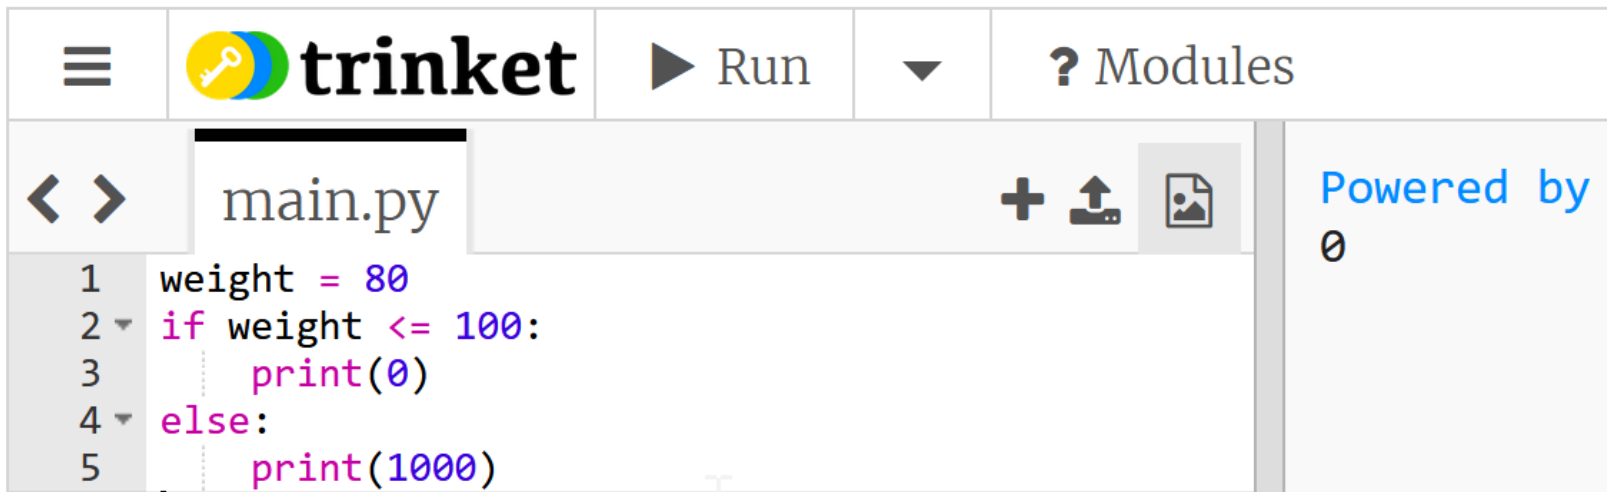 trinket Run ? Modules
main.py
1 weight = 80
2 if weight <= 100:
3     print(0)
4 else:
5     print(1000)
Powered by
0